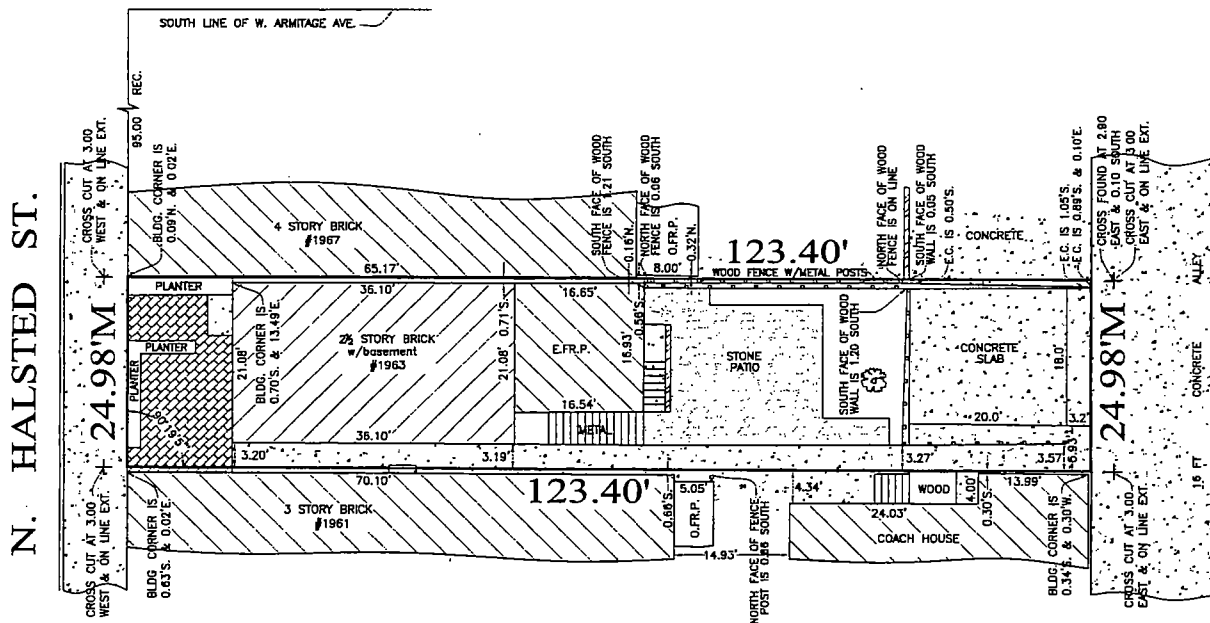 SOUTH LINE OF W. ARMITAGE AVE.
N. HALSTED ST.
95.00 REC.
CROSS CUT AT 3.00
WEST & ON LINE EXT.
BLDG. CORNER IS
0.09'N. & 0.02'E.
4 STORY BRICK
#1967
65.17'
SOUTH FACE OF WOOD
FENCE IS 1.21 SOUTH
0.16'N.
NORTH FACE OF WOOD
FENCE IS 0.06 SOUTH
O.FR.P.
0.32'N.
8.00'
123.40'
WOOD FENCE W/METAL POSTS
NORTH FACE OF WOOD
FENCE IS ON LINE
SOUTH FACE OF WOOD
WALL IS 0.05 SOUTH
E.C. IS 0.50'S.
CONCRETE
E.C. IS 1.05'S.
E.C. IS 0.89'S. & 0.10'E.
CROSS FOUND AT 2.90
EAST & 0.10 SOUTH
CROSS CUT AT 3.00
EAST & ON LINE EXT.
24.98'M
PLANTER
PLANTER
PLANTER
90°19'5
21.08'
BLDG. CORNER IS
0.70'S. & 13.49'E.
36.10'
2½ STORY BRICK
w/basement
#1963
36.10'
0.71'S.
21.08'
16.65'
E.FR.P.
16.54'
METAL
16.93'
0.56'S.
STONE
PATIO
SOUTH FACE OF WOOD
WALL IS 1.20 SOUTH
CONCRETE
SLAB
18.0'
20.0'
3.2'
6.93'
24.98'M
16 FT CONCRETE ALLEY
3.20'
3.19'
3.27'
3.57'
70.10'
123.40'
CROSS CUT AT 3.00
WEST & ON LINE EXT.
BLDG. CORNER IS
0.63'S. & 0.02'E.
3 STORY BRICK
#1961
0.66'S.
5.05'
O.FR.P.
14.93'
NORTH FACE OF FENCE
POST IS 0.66 SOUTH
4.34'
WOOD
4.00'
24.03'
0.30'S.
13.99'
COACH HOUSE
BLDG. CORNER IS
0.34'S. & 0.30'W.
CROSS CUT AT 3.00
EAST & ON LINE EXT.